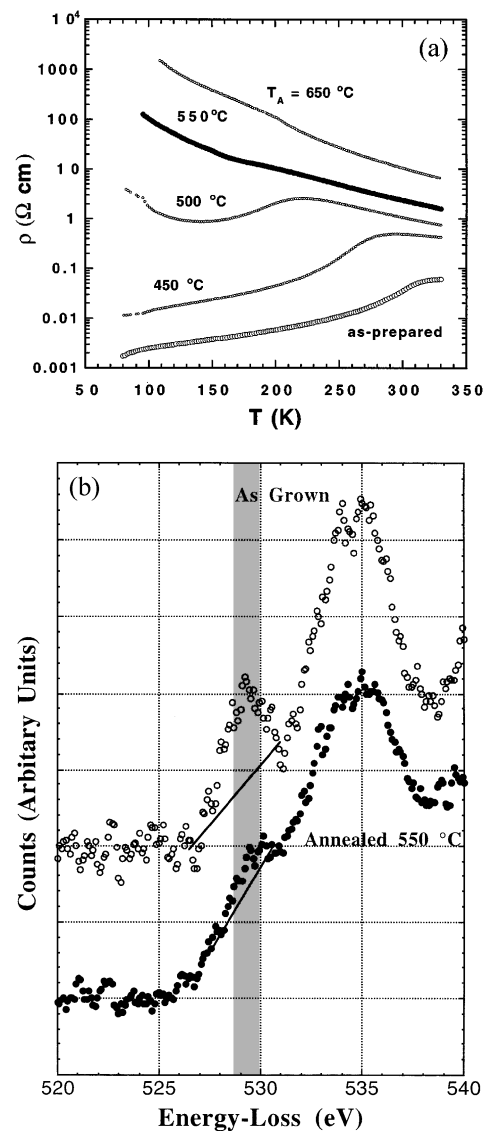 (a)
10⁴
1000
100
10
1
0.1
0.01
0.001
ρ (Ω cm)
T_A = 650 °C
550°C
500 °C
450 °C
as-prepared
50 100 150 200 250 300 350
T (K)
(b)
As Grown
Annealed 550 °C
Counts (Arbitary Units)
520 525 530 535 540
Energy-Loss (eV)